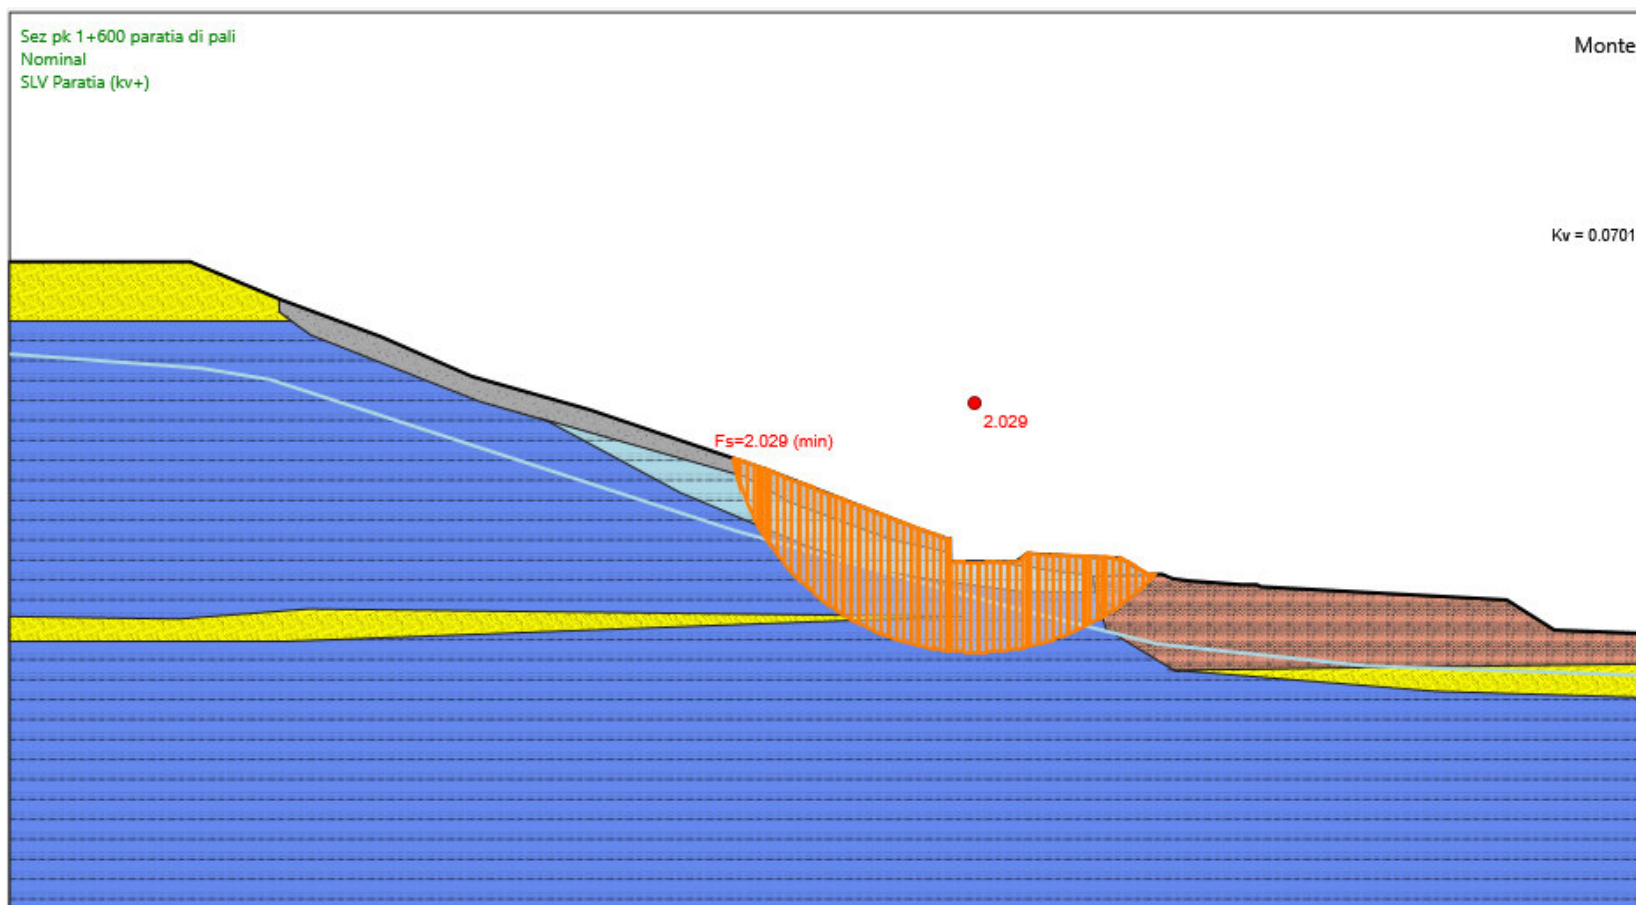 Sez pk 1+600 paratia di pali
Nominal
SLV Paratia (kv+)
Monte
Kv = 0.0701
2.029
Fs=2.029 (min)